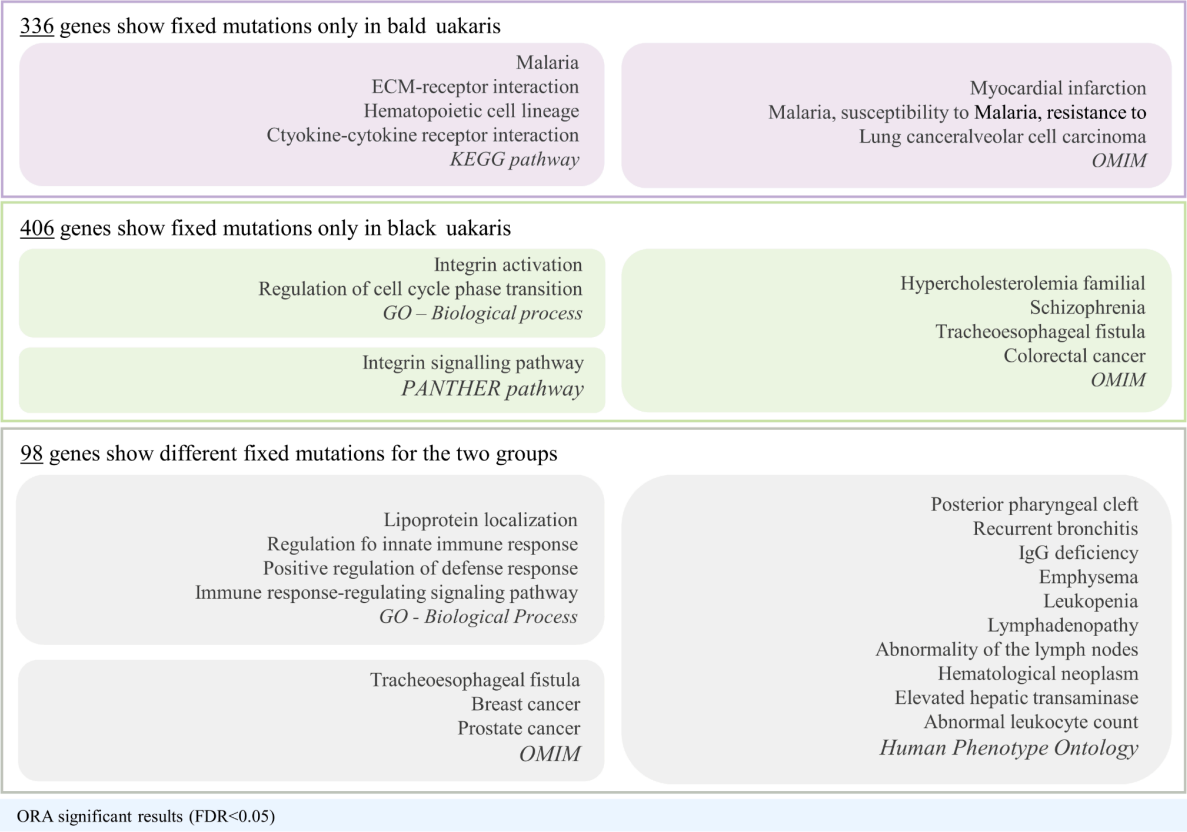 336 genes show fixed mutations only in bald uakaris
Malaria
ECM-receptor interaction
Hematopoietic cell lineage
Ctyokine-cytokine receptor interaction
KEGG pathway
Myocardial infarction
Malaria, susceptibility to Malaria, resistance to
Lung canceralveolar cell carcinoma
OMIM
406 genes show fixed mutations only in black uakaris
Integrin activation
Regulation of cell cycle phase transition
GO – Biological process
Integrin signalling pathway
PANTHER pathway
Hypercholesterolemia familial
Schizophrenia
Tracheoesophageal fistula
Colorectal cancer
OMIM
98 genes show different fixed mutations for the two groups
Lipoprotein localization
Regulation fo innate immune response
Positive regulation of defense response
Immune response-regulating signaling pathway
GO - Biological Process
Tracheoesophageal fistula
Breast cancer
Prostate cancer
OMIM
Posterior pharyngeal cleft
Recurrent bronchitis
IgG deficiency
Emphysema
Leukopenia
Lymphadenopathy
Abnormality of the lymph nodes
Hematological neoplasm
Elevated hepatic transaminase
Abnormal leukocyte count
Human Phenotype Ontology
ORA significant results (FDR<0.05)